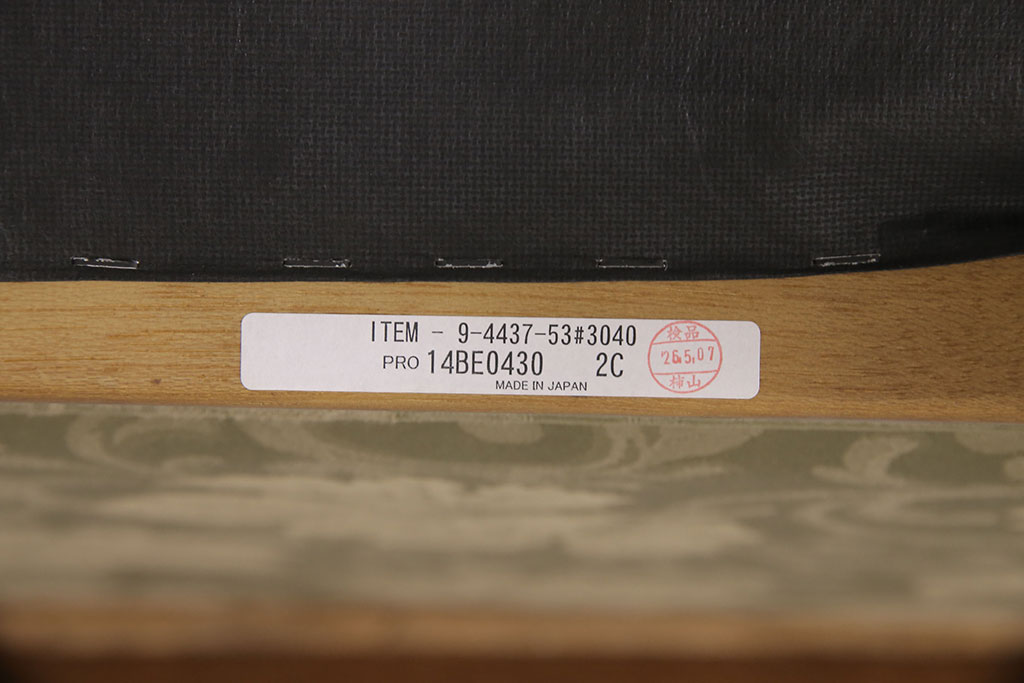 ITEM - 9-4437-53#3040
PRO 14BE0430 2C
MADE IN JAPAN
検品
'26.5.07
柿山